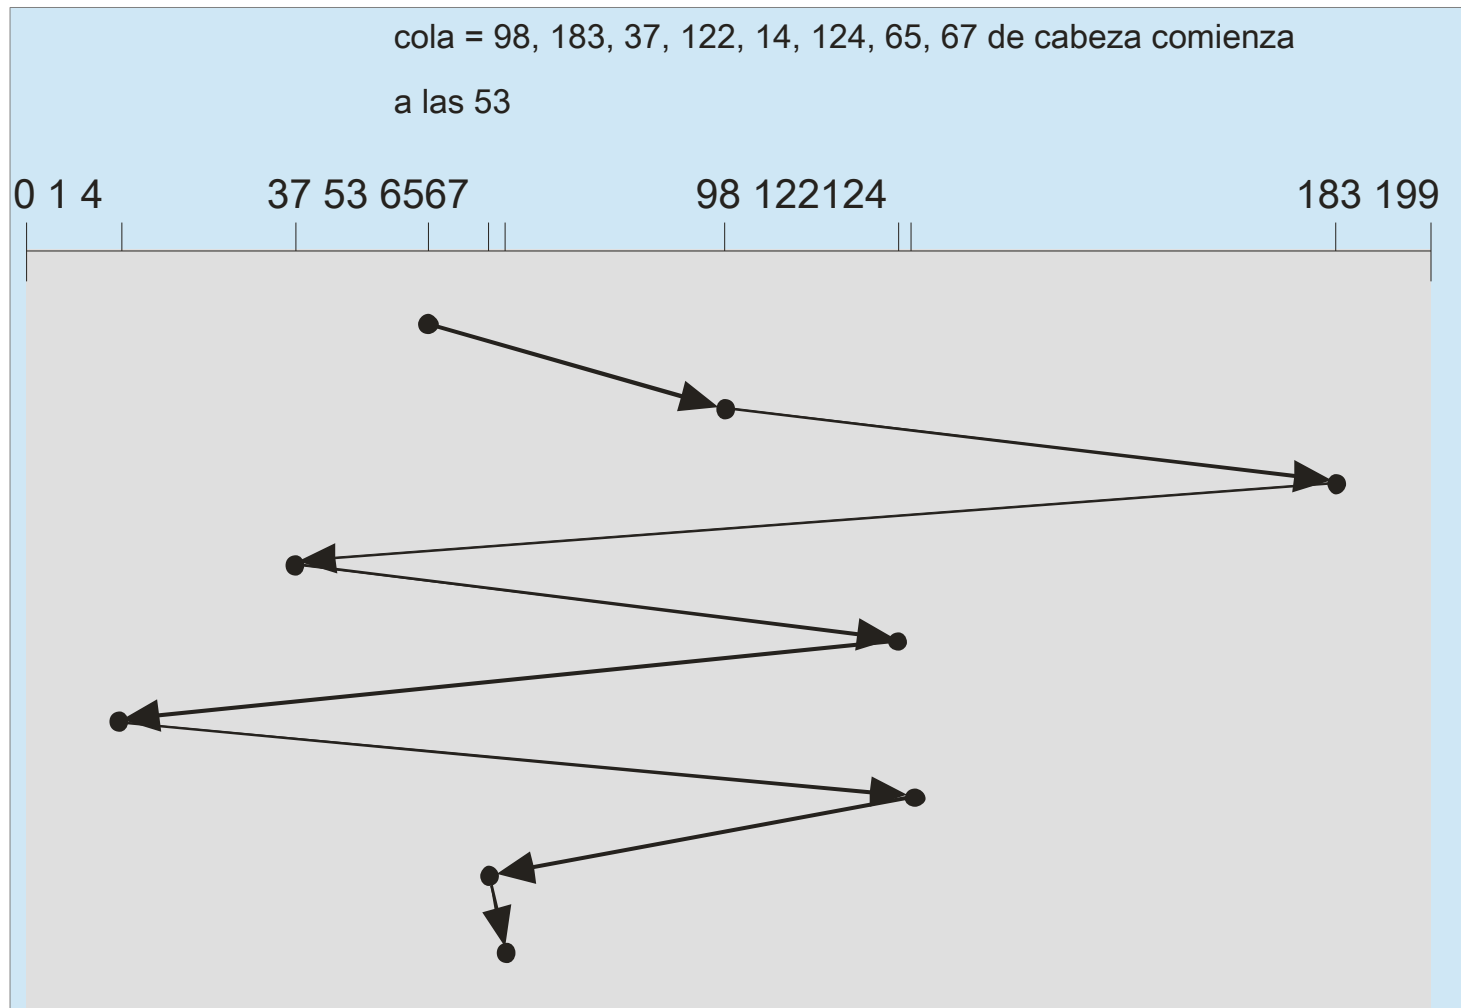 cola = 98, 183, 37, 122, 14, 124, 65, 67 de cabeza comienza
a las 53
0 1 4 37 53 6567 98 122124 183 199